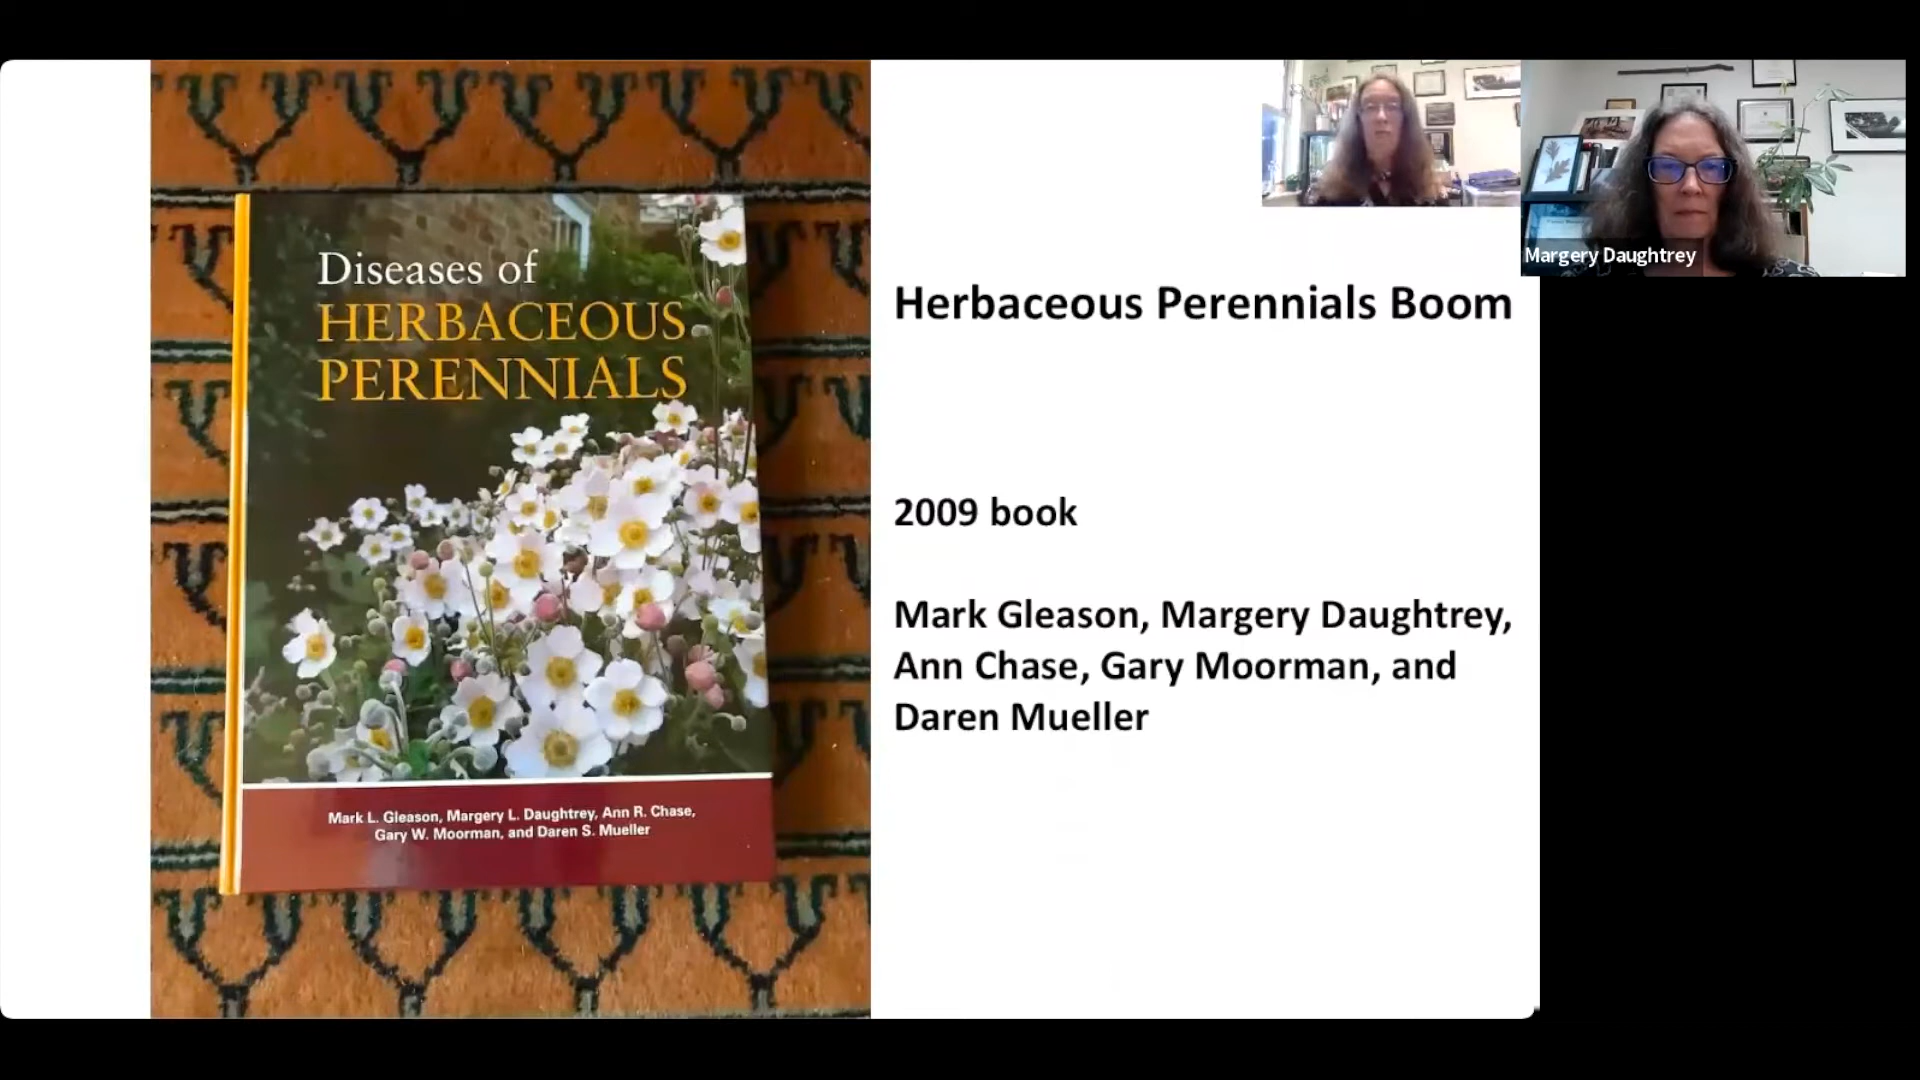 Diseases of
HERBACEOUS
PERENNIALS
Mark L. Gleason, Margery L. Daughtrey, Ann R. Chase,
Gary W. Moorman, and Daren S. Mueller
Herbaceous Perennials Boom
2009 book
Mark Gleason, Margery Daughtrey,
Ann Chase, Gary Moorman, and
Daren Mueller
Margery Daughtrey